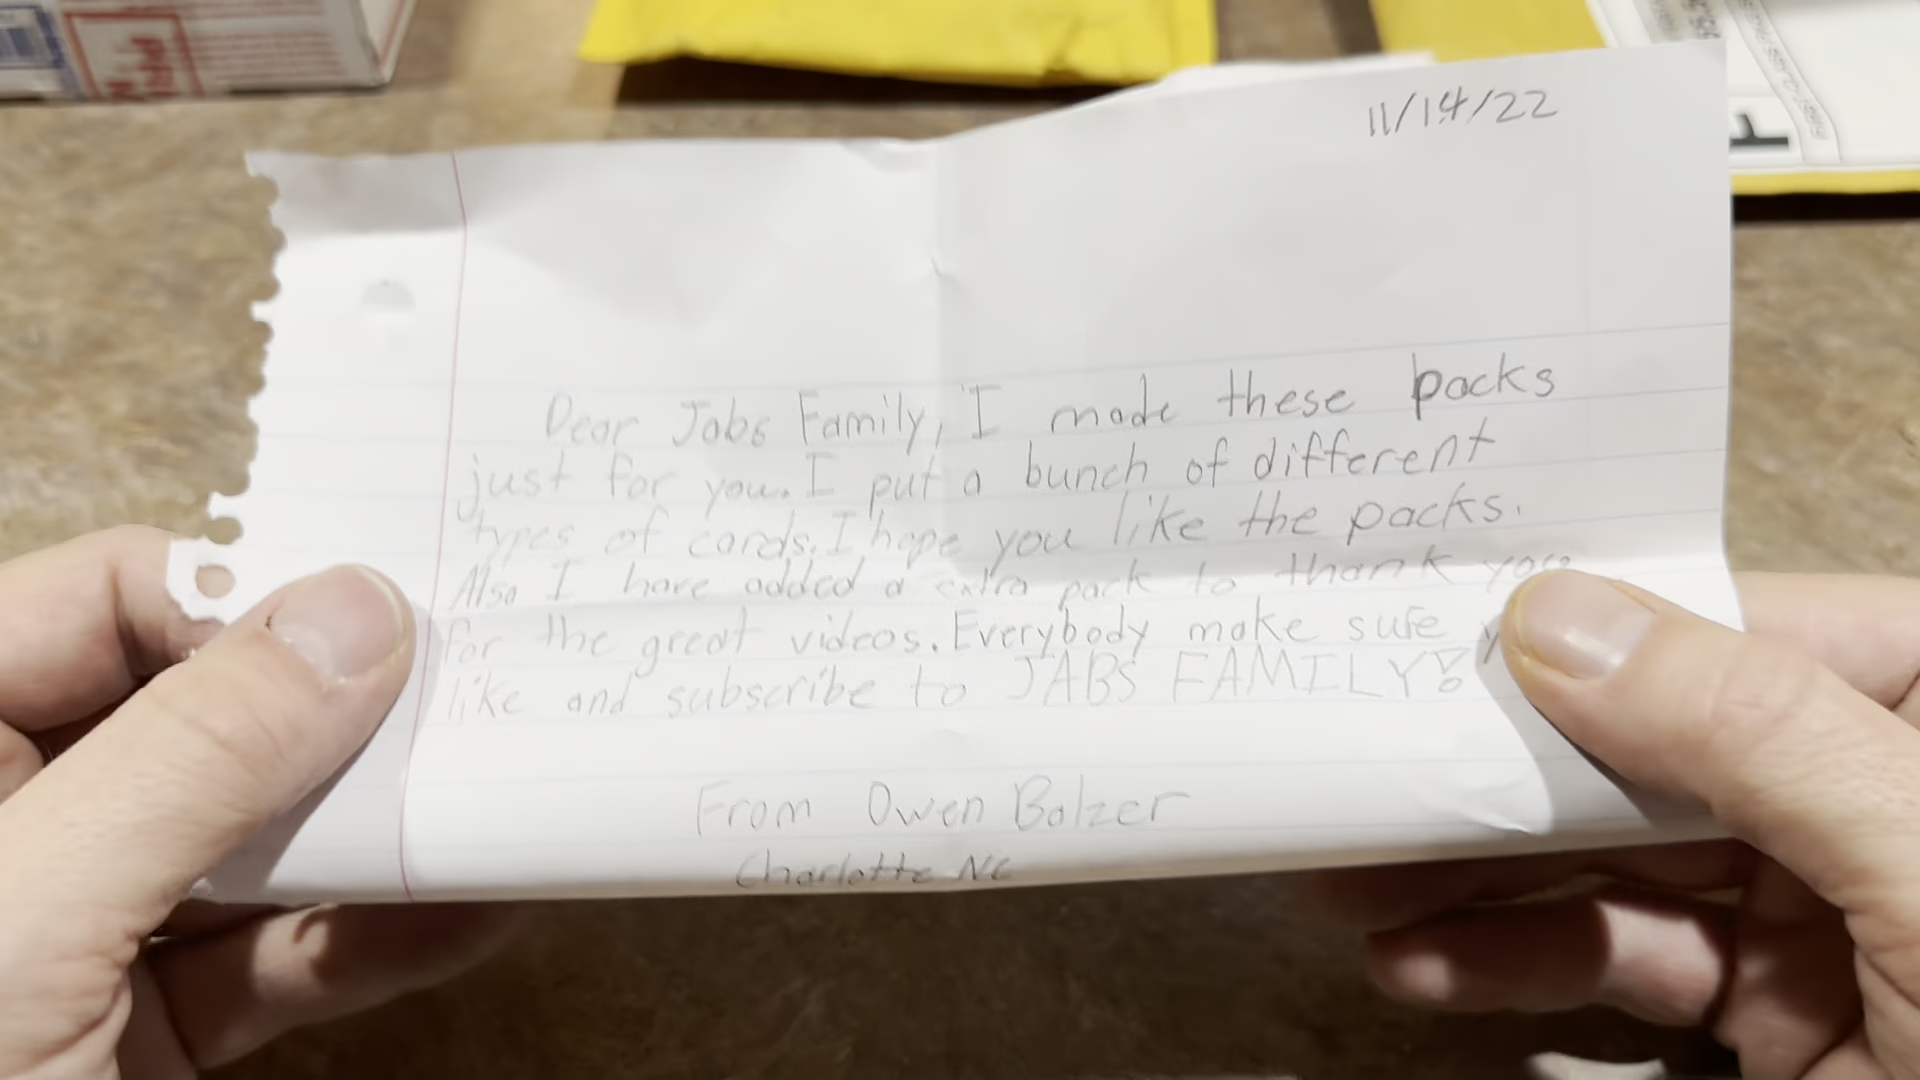 11/14/22
Dear Jabs Family, I made these packs
just for you. I put a bunch of different
types of cards. I hope you like the packs.
Also I have added a extra pack to thank you
for the great videos. Everybody make sure
like and subscribe to JABS FAMILY!
From Owen Balzer
Charlotte NC